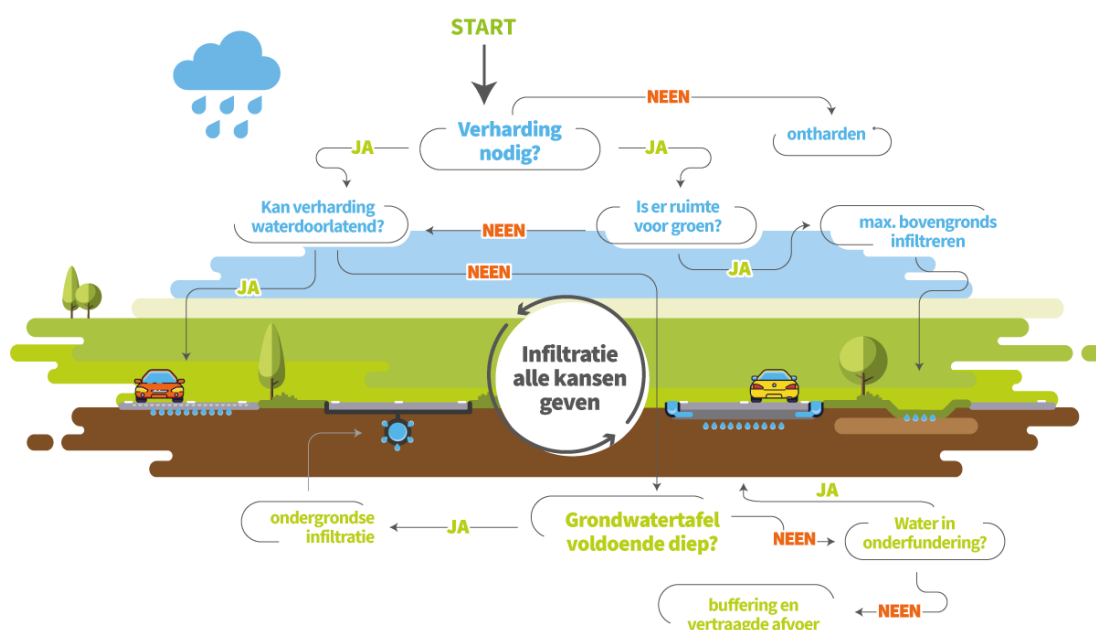 START
NEEN
Verharding
nodig?
ontharden
JA
JA
Kan verharding
waterdoorlatend?
NEEN
Is er ruimte
voor groen?
max. bovengronds
infiltreren
JA
NEEN
JA
Infiltratie
alle kansen
geven
ondergrondse
infiltratie
JA
Grondwatertafel
voldoende diep?
NEEN
JA
Water in
onderfundering?
buffering en
vertraagde afvoer
NEEN